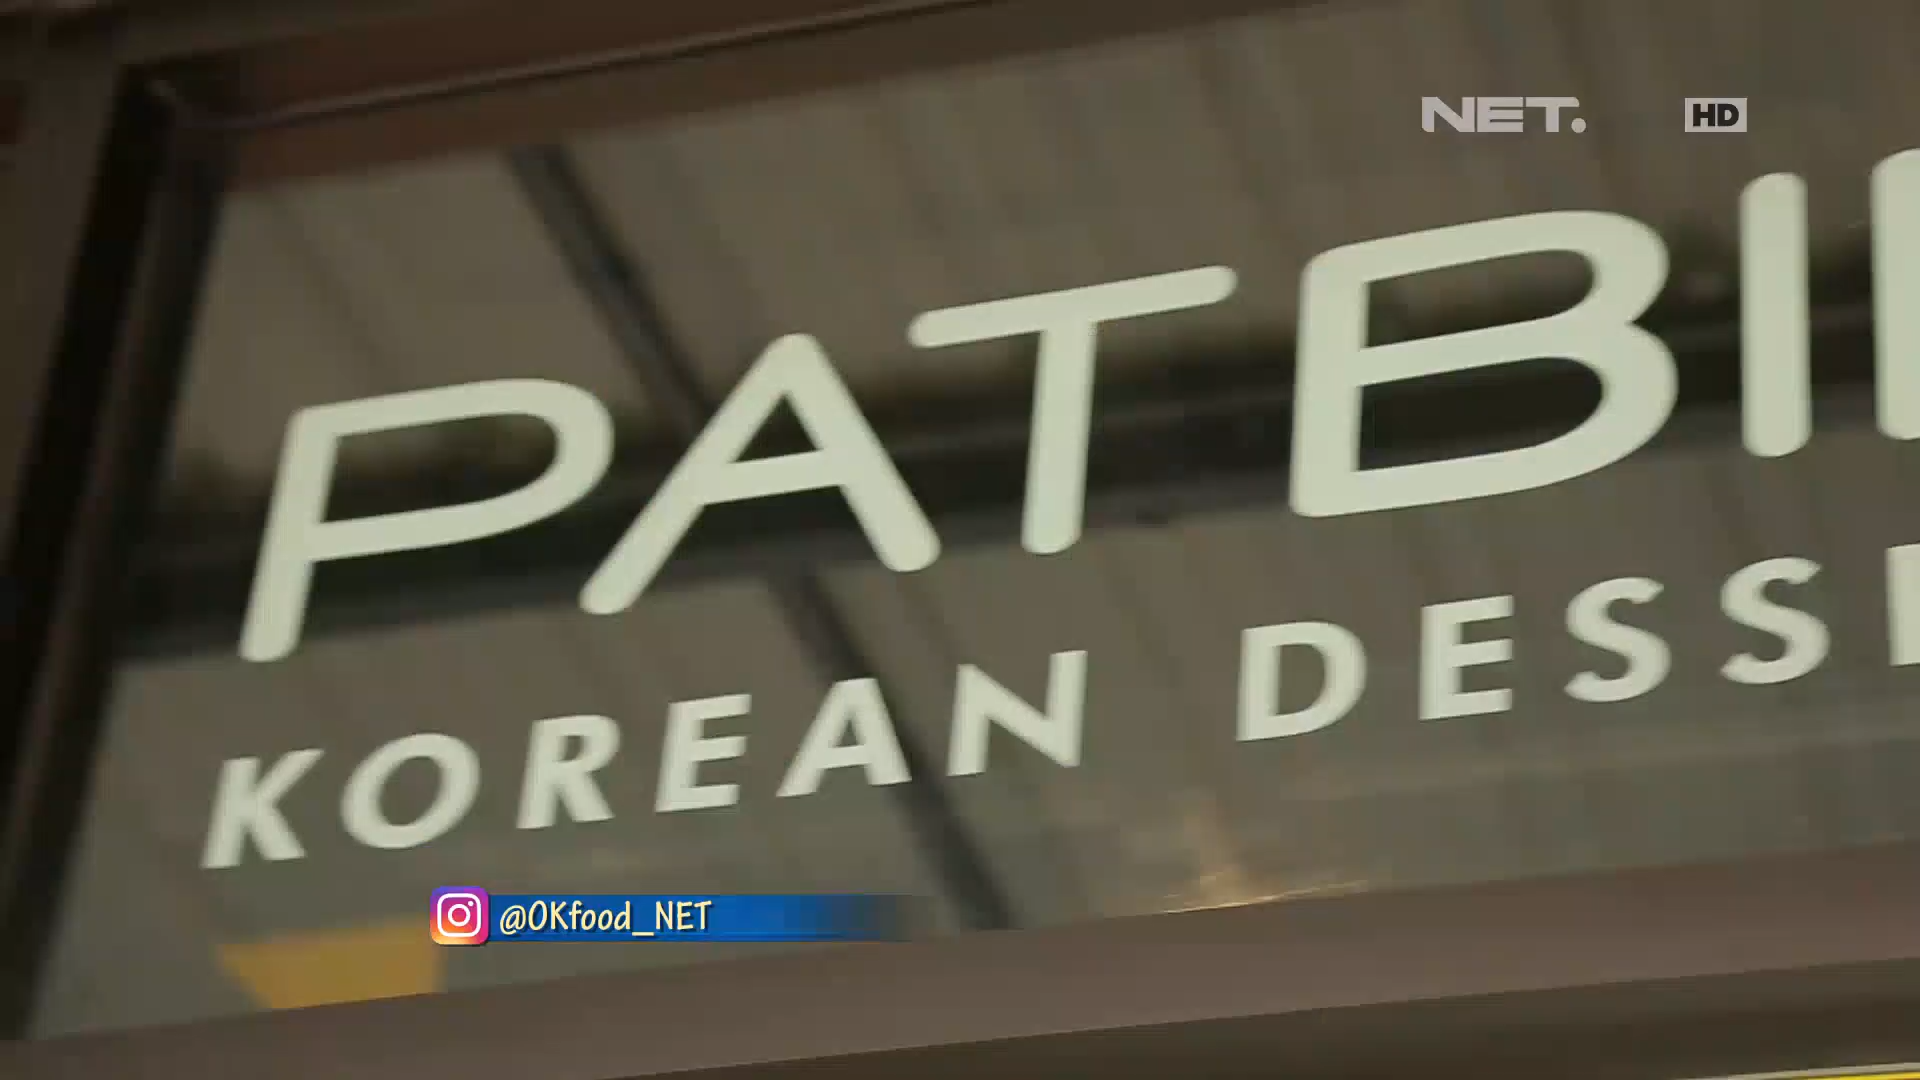 NET. HD
PATBI
KOREAN DESS
@OKfood_NET